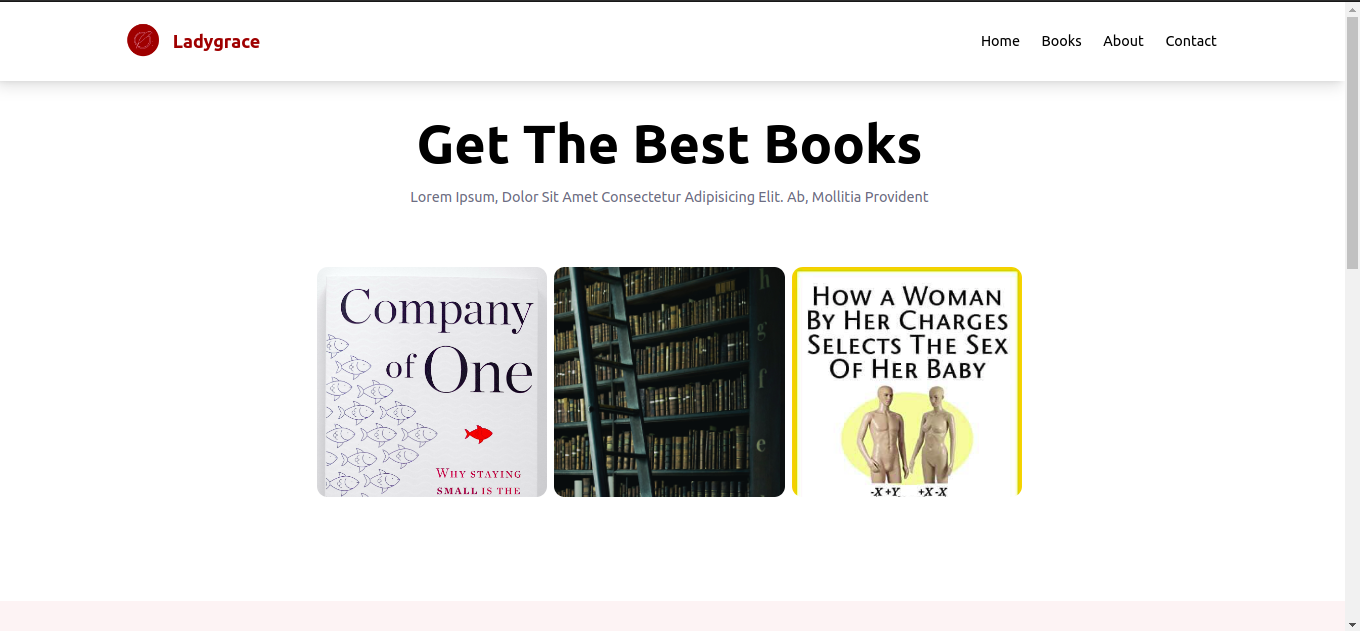 Ladygrace
Home Books About Contact
Get The Best Books
Lorem Ipsum, Dolor Sit Amet Consectetur Adipisicing Elit. Ab, Mollitia Provident
Company
of One
WHY STAYING
SMALL IS THE
h
g
f
e
HOW A WOMAN
BY HER CHARGES
SELECTS THE SEX
OF HER BABY
-X +Y +X -X